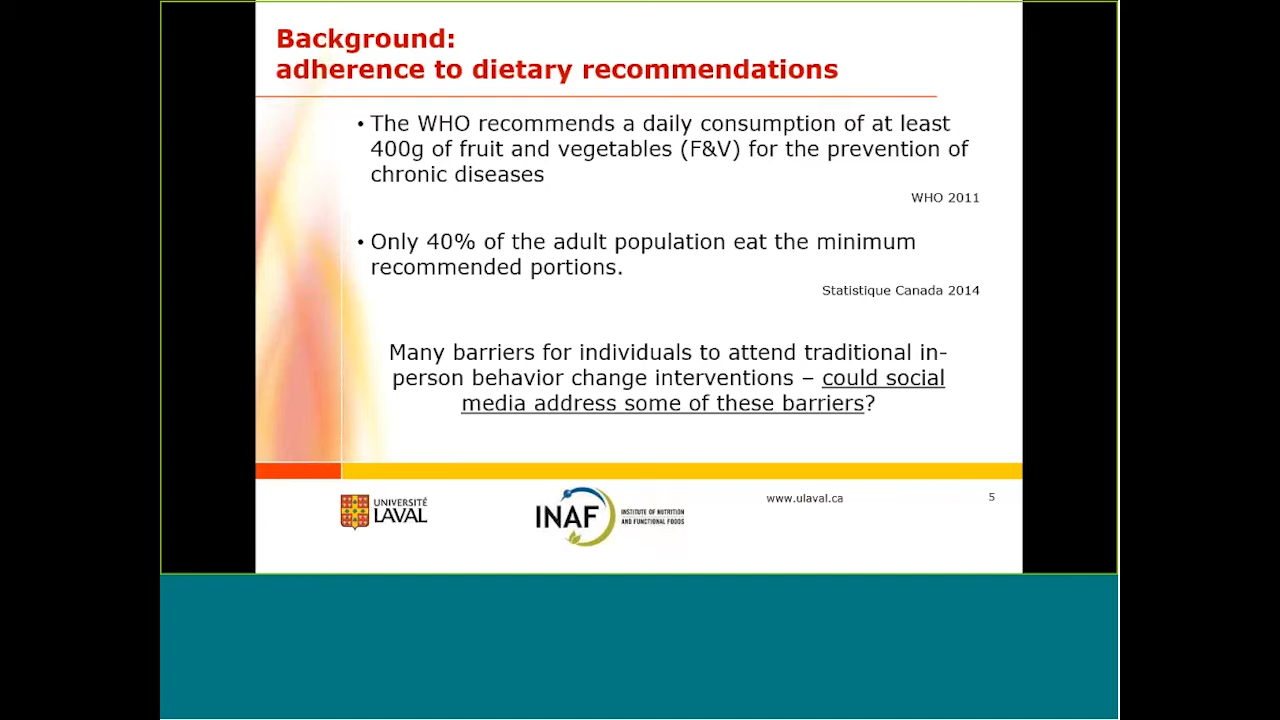 Background:
adherence to dietary recommendations
• The WHO recommends a daily consumption of at least
400g of fruit and vegetables (F&V) for the prevention of
chronic diseases
WHO 2011
• Only 40% of the adult population eat the minimum
recommended portions.
Statistique Canada 2014
Many barriers for individuals to attend traditional in-
person behavior change interventions – could social
media address some of these barriers?
UNIVERSITÉ
LAVAL
INAF
INSTITUTE OF NUTRITION
AND FUNCTIONAL FOODS
www.ulaval.ca
5